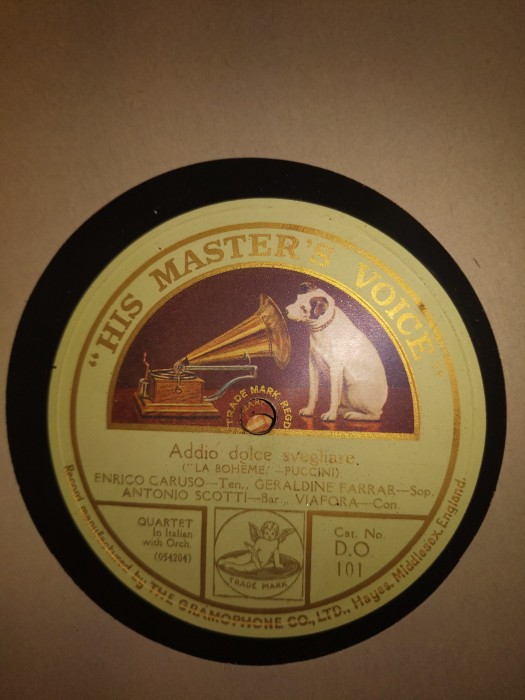 "HIS MASTER'S VOICE"
TRADE MARK REGD
Addio dolce svegliare.
("LA BOHÈME."—PUCCINI)
ENRICO CARUSO—Ten., GERALDINE FARRAR—Sop.
ANTONIO SCOTTI—Bar., VIAFORA—Con.
QUARTET
In Italian
with Orch.
(054204)
TRADE MARK
Cat. No.
D.O
101
Record manufactured by THE GRAMOPHONE CO., LTD., Hayes, Middlesex, England.